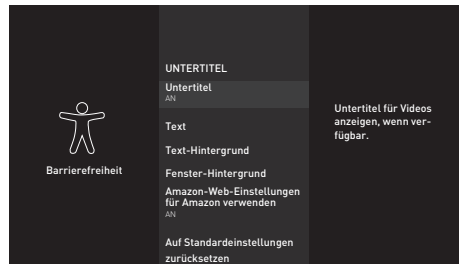 Barrierefreiheit
UNTERTITEL
Untertitel
AN
Text
Text-Hintergrund
Fenster-Hintergrund
Amazon-Web-Einstellungen
für Amazon verwenden
AN
Auf Standardeinstellungen
zurücksetzen
Untertitel für Videos
anzeigen, wenn ver-
fügbar.